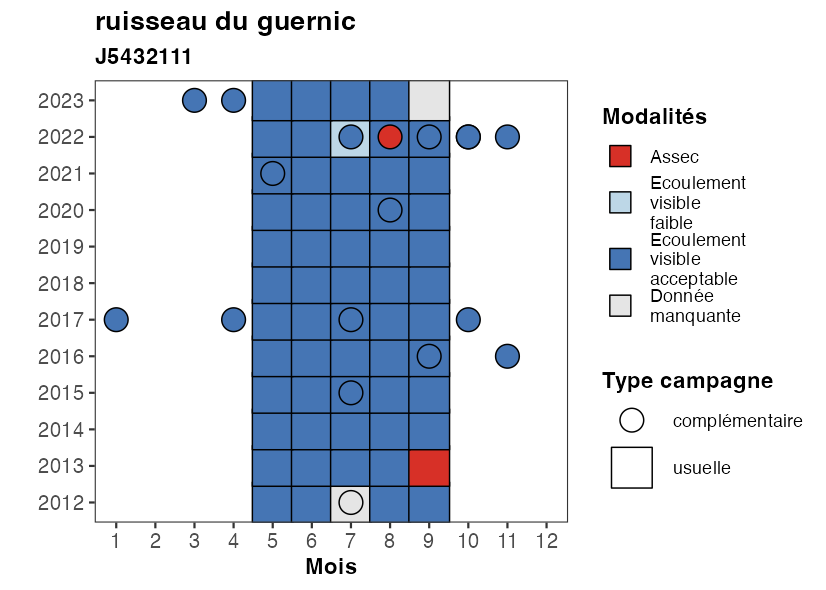 ruisseau du guernic
J5432111
2023
2022
2021
2020
2019
2018
2017
2016
2015
2014
2013
2012
1 2 3 4 5 6 7 8 9 10 11 12
Mois
Modalités
Assec
Ecoulement
visible
faible
Ecoulement
visible
acceptable
Donnée
manquante
Type campagne
complémentaire
usuelle